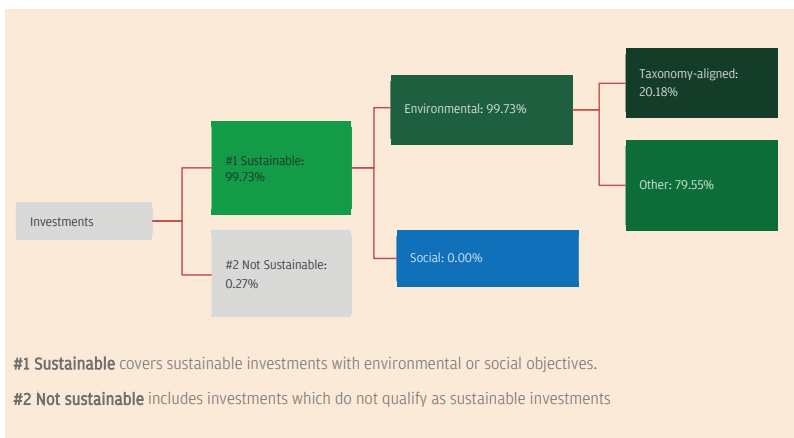 Investments
#1 Sustainable:
99.73%
#2 Not Sustainable:
0.27%
Environmental: 99.73%
Social: 0.00%
Taxonomy-aligned:
20.18%
Other: 79.55%
#1 Sustainable covers sustainable investments with environmental or social objectives.
#2 Not sustainable includes investments which do not qualify as sustainable investments